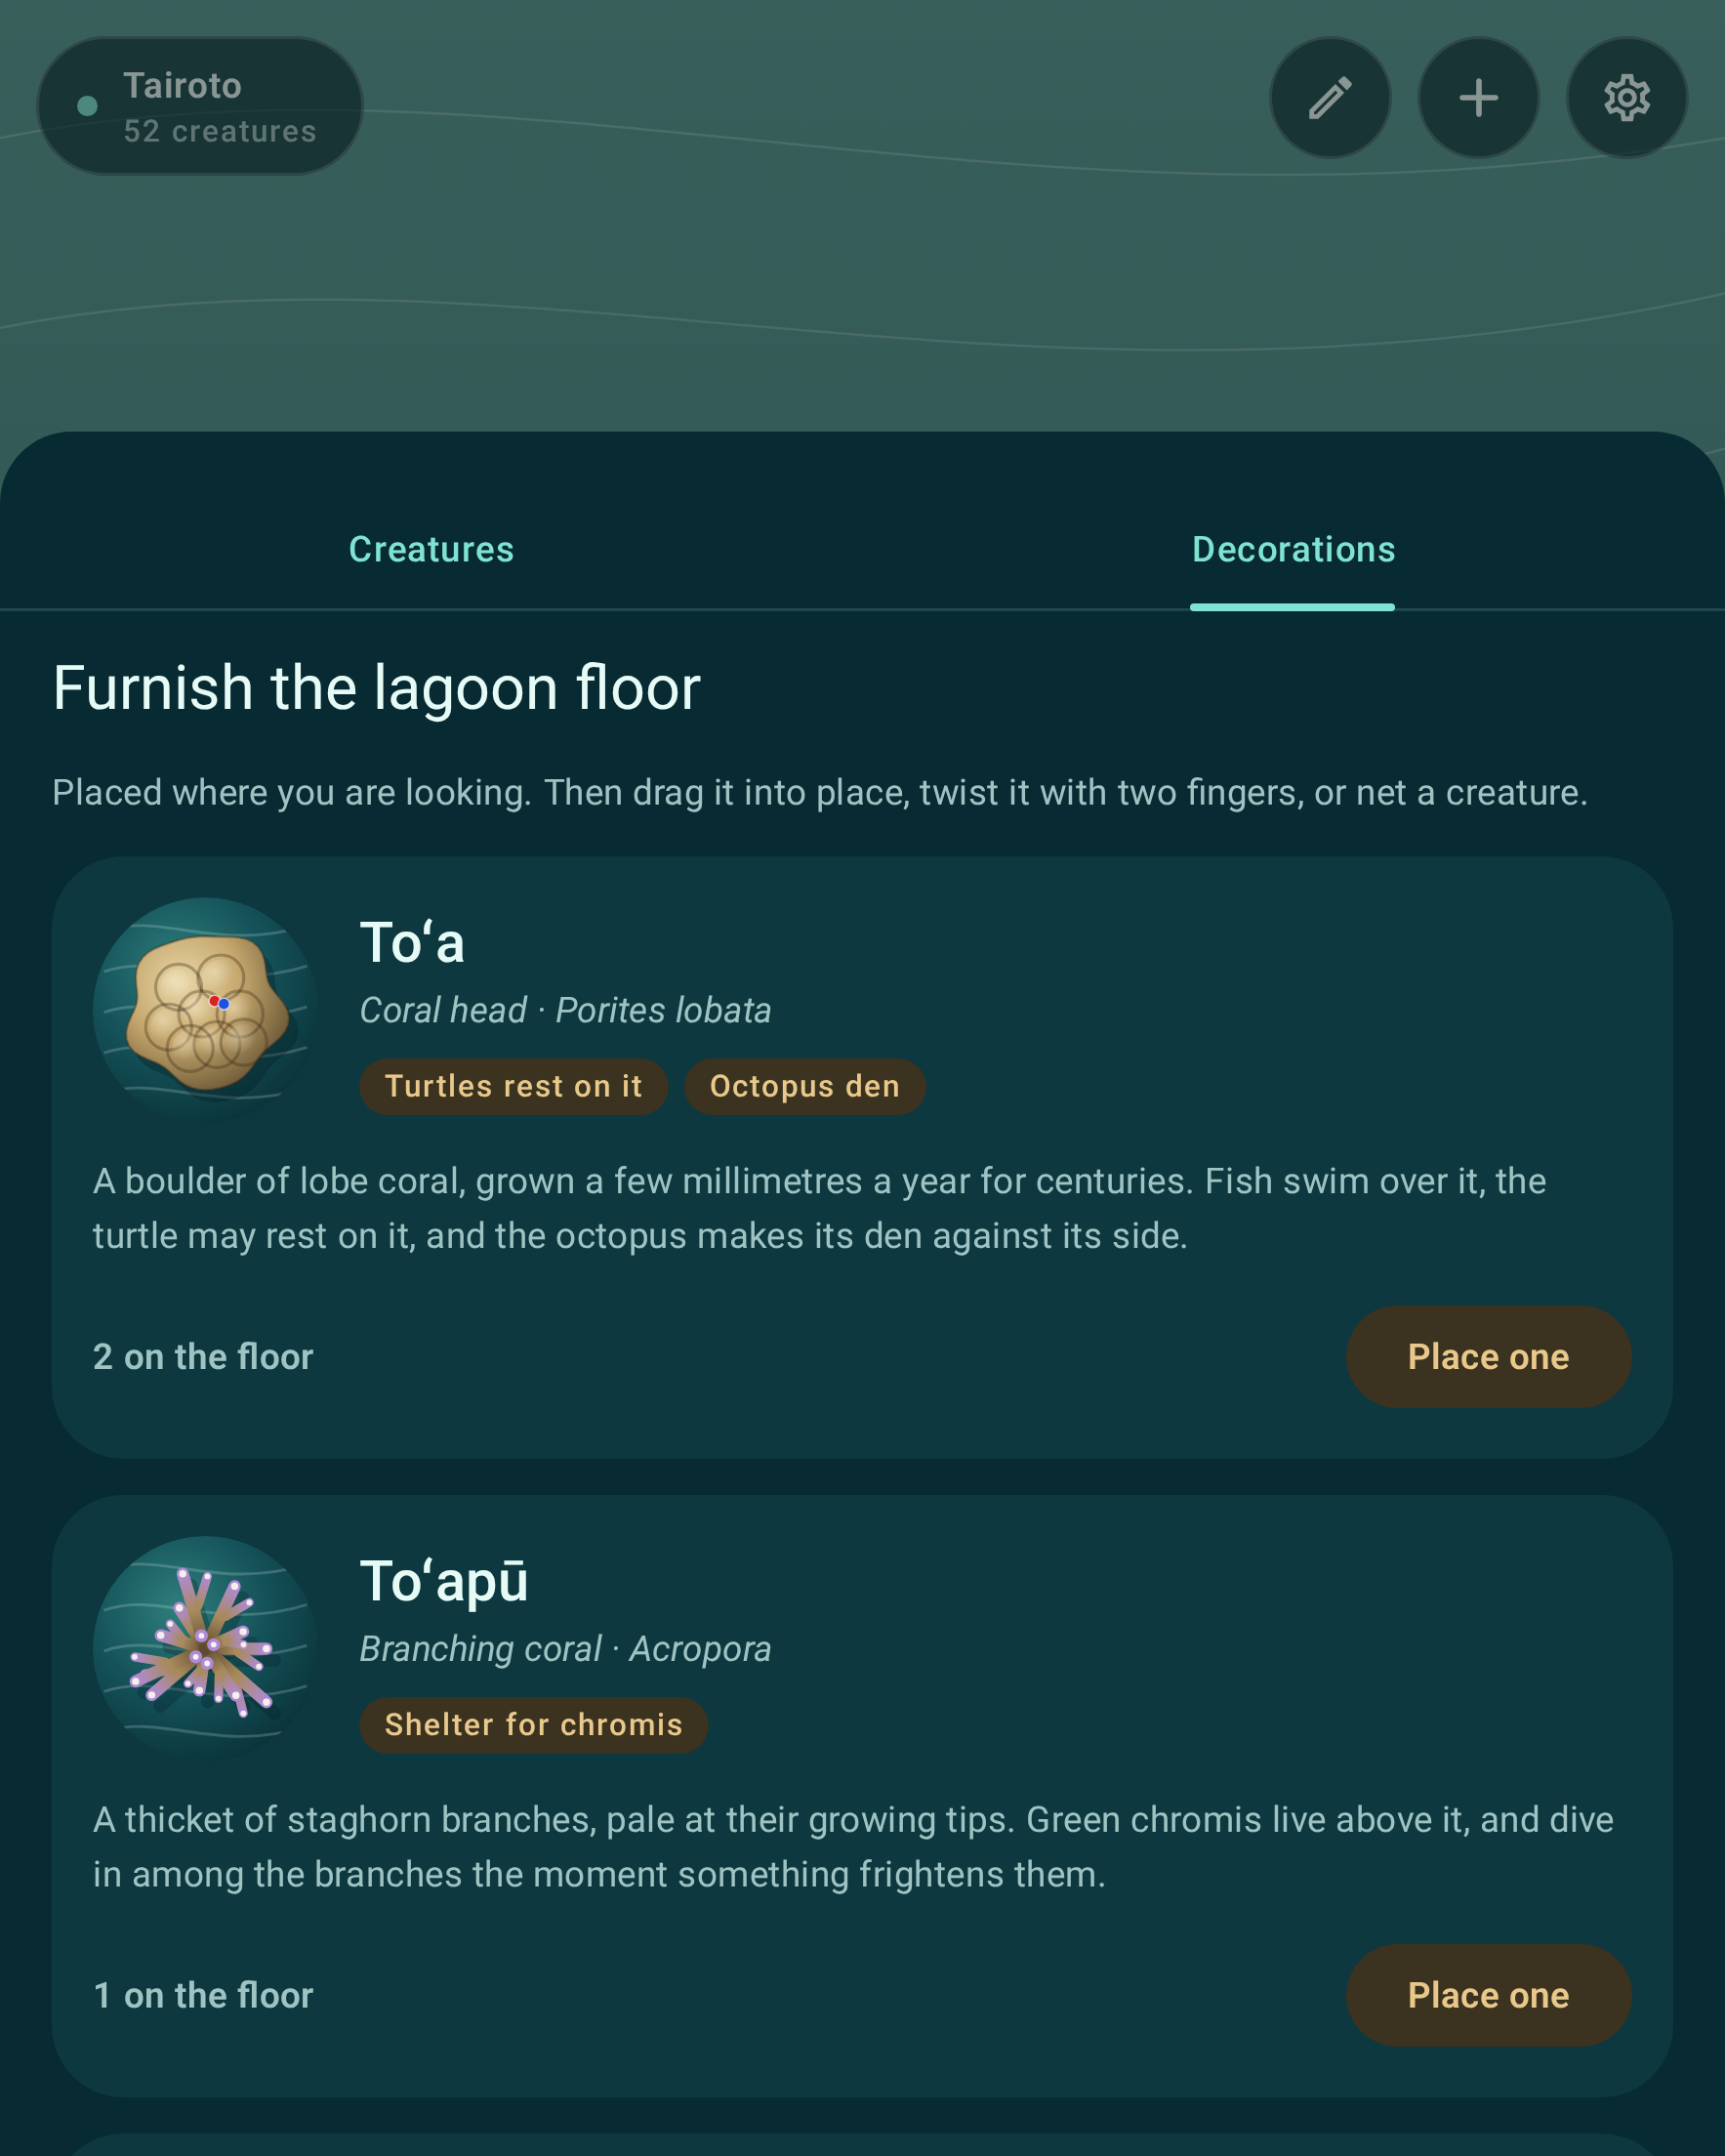 Tairoto
52 creatures
Creatures
Decorations
Furnish the lagoon floor
Placed where you are looking. Then drag it into place, twist it with two fingers, or net a creature.
Toʻa
Coral head · Porites lobata
Turtles rest on it
Octopus den
A boulder of lobe coral, grown a few millimetres a year for centuries. Fish swim over it, the
turtle may rest on it, and the octopus makes its den against its side.
2 on the floor
Place one
Toʻapū
Branching coral · Acropora
Shelter for chromis
A thicket of staghorn branches, pale at their growing tips. Green chromis live above it, and dive
in among the branches the moment something frightens them.
1 on the floor
Place one